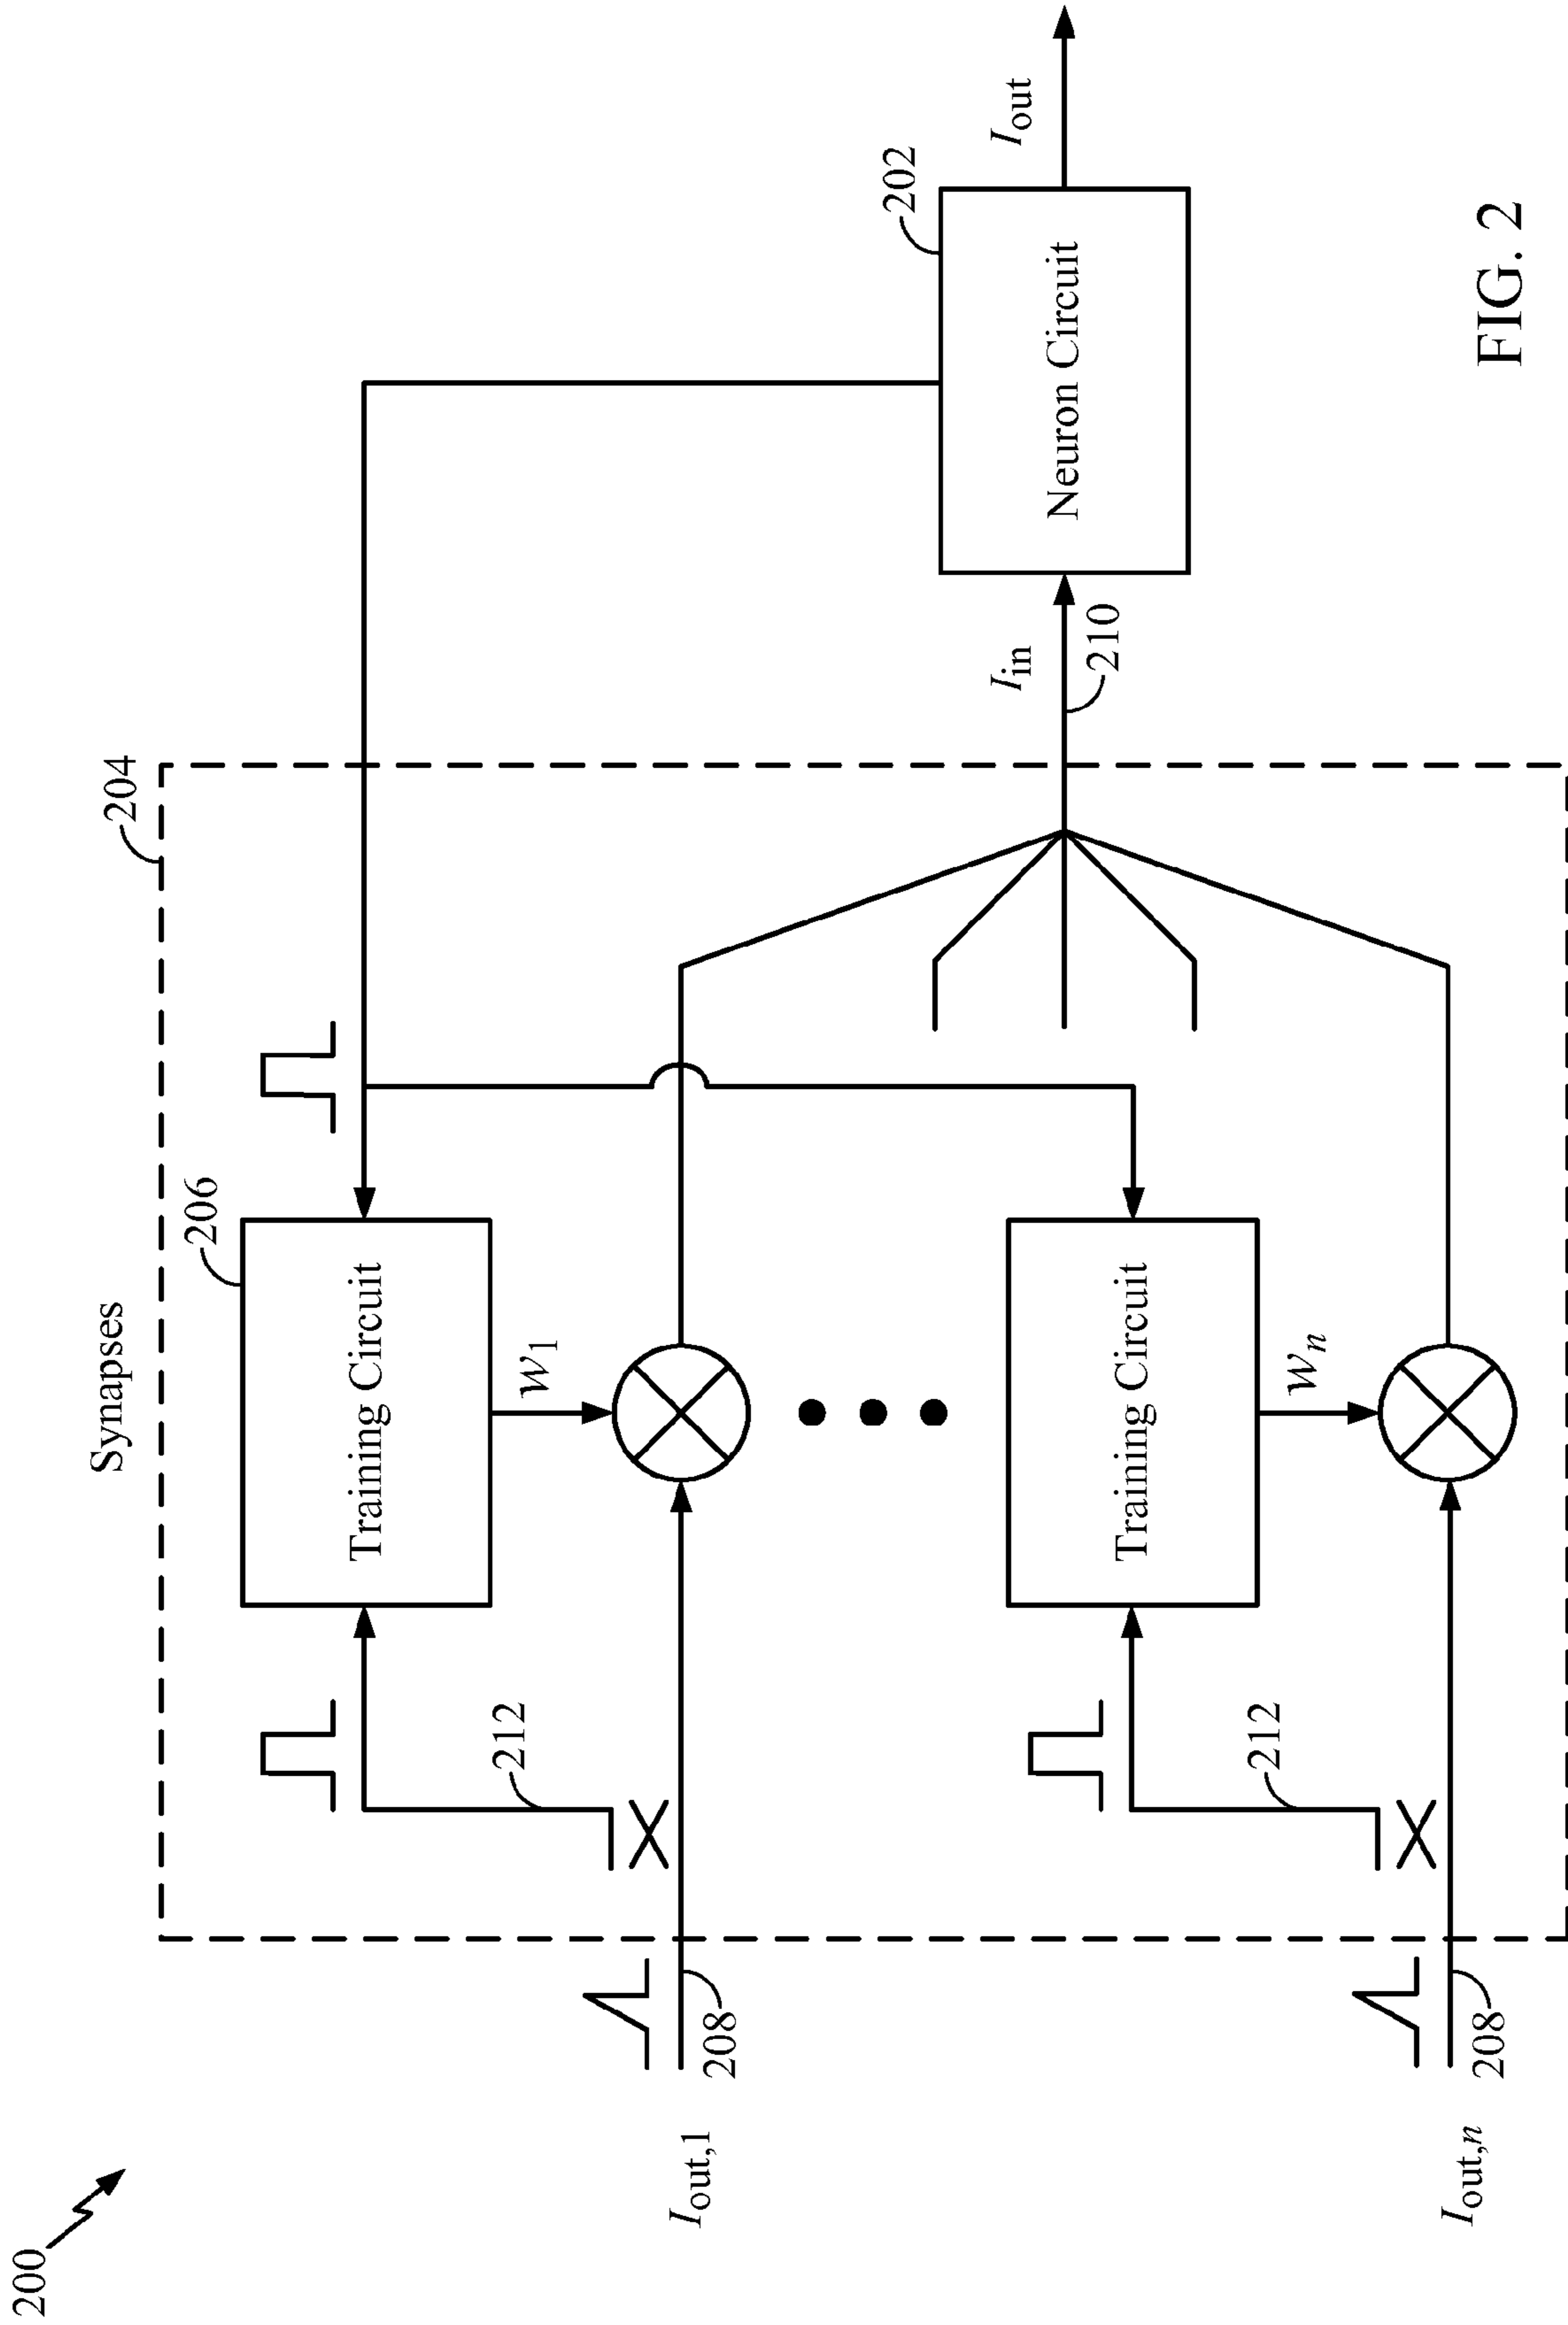 200
Synapses
204
206
Training Circuit
212
w1
Iout,1
208
Training Circuit
212
wn
Iout,n
208
Iin
210
202
Neuron Circuit
Iout
FIG. 2